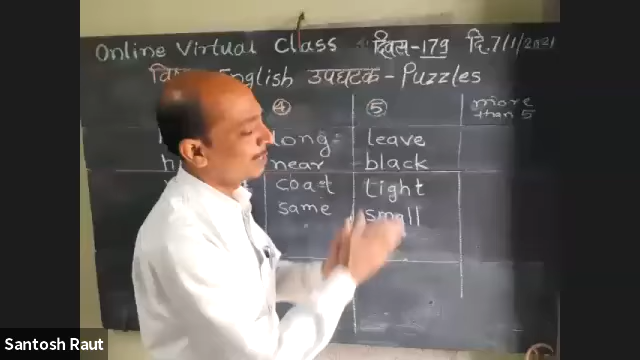 Online Virtual Class दिवस-179 दि.7/1/2021
English उपघटक - Puzzles
④ ⑤ more
than 5
long leave
near black
coat light
same small
Santosh Raut